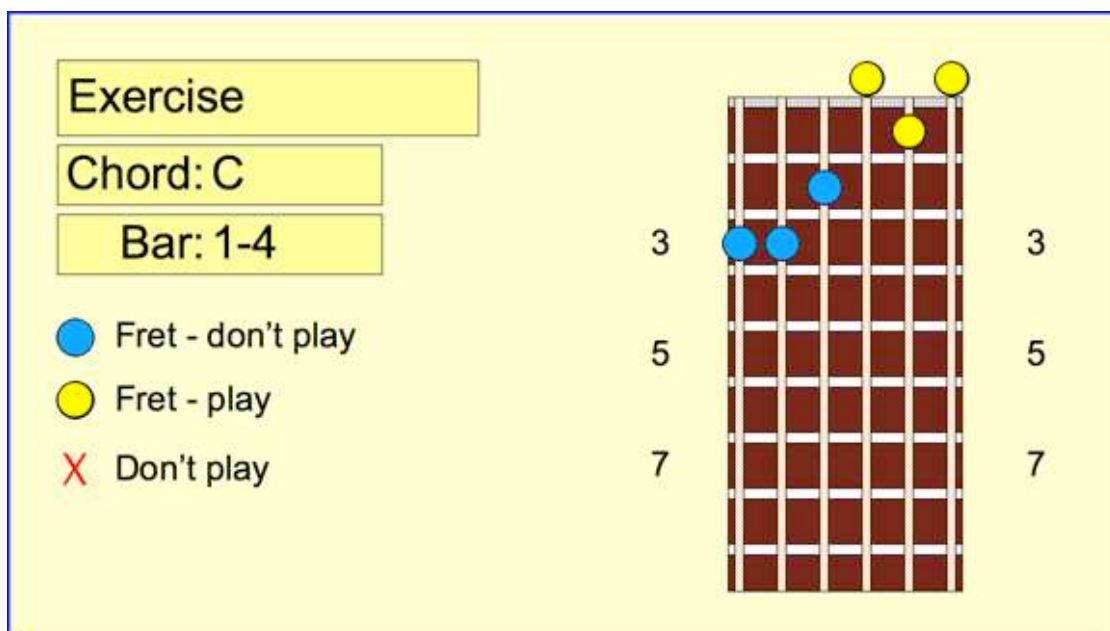 Exercise
Chord: C
Bar: 1-4
Fret - don't play
Fret - play
X Don't play
3 3
5 5
7 7